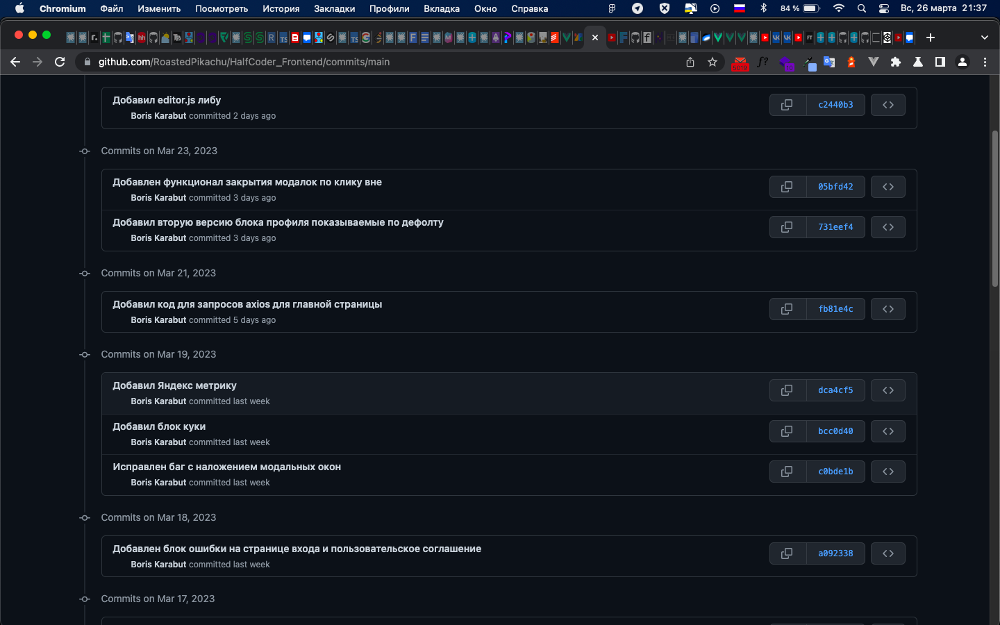 Chromium Файл Изменить Посмотреть История Закладки Профили Вкладка Окно Справка 84 % Вс, 26 марта 21:37
github.com/RoastedPikachu/HalfCoder_Frontend/commits/main
Добавил editor.js либу
Boris Karabut committed 2 days ago
c2440b3
Commits on Mar 23, 2023
Добавлен функционал закрытия модалок по клику вне
Boris Karabut committed 3 days ago
05bfd42
Добавил вторую версию блока профиля показываемые по дефолту
Boris Karabut committed 3 days ago
731eef4
Commits on Mar 21, 2023
Добавил код для запросов axios для главной страницы
Boris Karabut committed 5 days ago
fb81e4c
Commits on Mar 19, 2023
Добавил Яндекс метрику
Boris Karabut committed last week
dca4cf5
Добавил блок куки
Boris Karabut committed last week
bcc0d40
Исправлен баг с наложением модальных окон
Boris Karabut committed last week
c0bde1b
Commits on Mar 18, 2023
Добавлен блок ошибки на странице входа и пользовательское соглашение
Boris Karabut committed last week
a092338
Commits on Mar 17, 2023